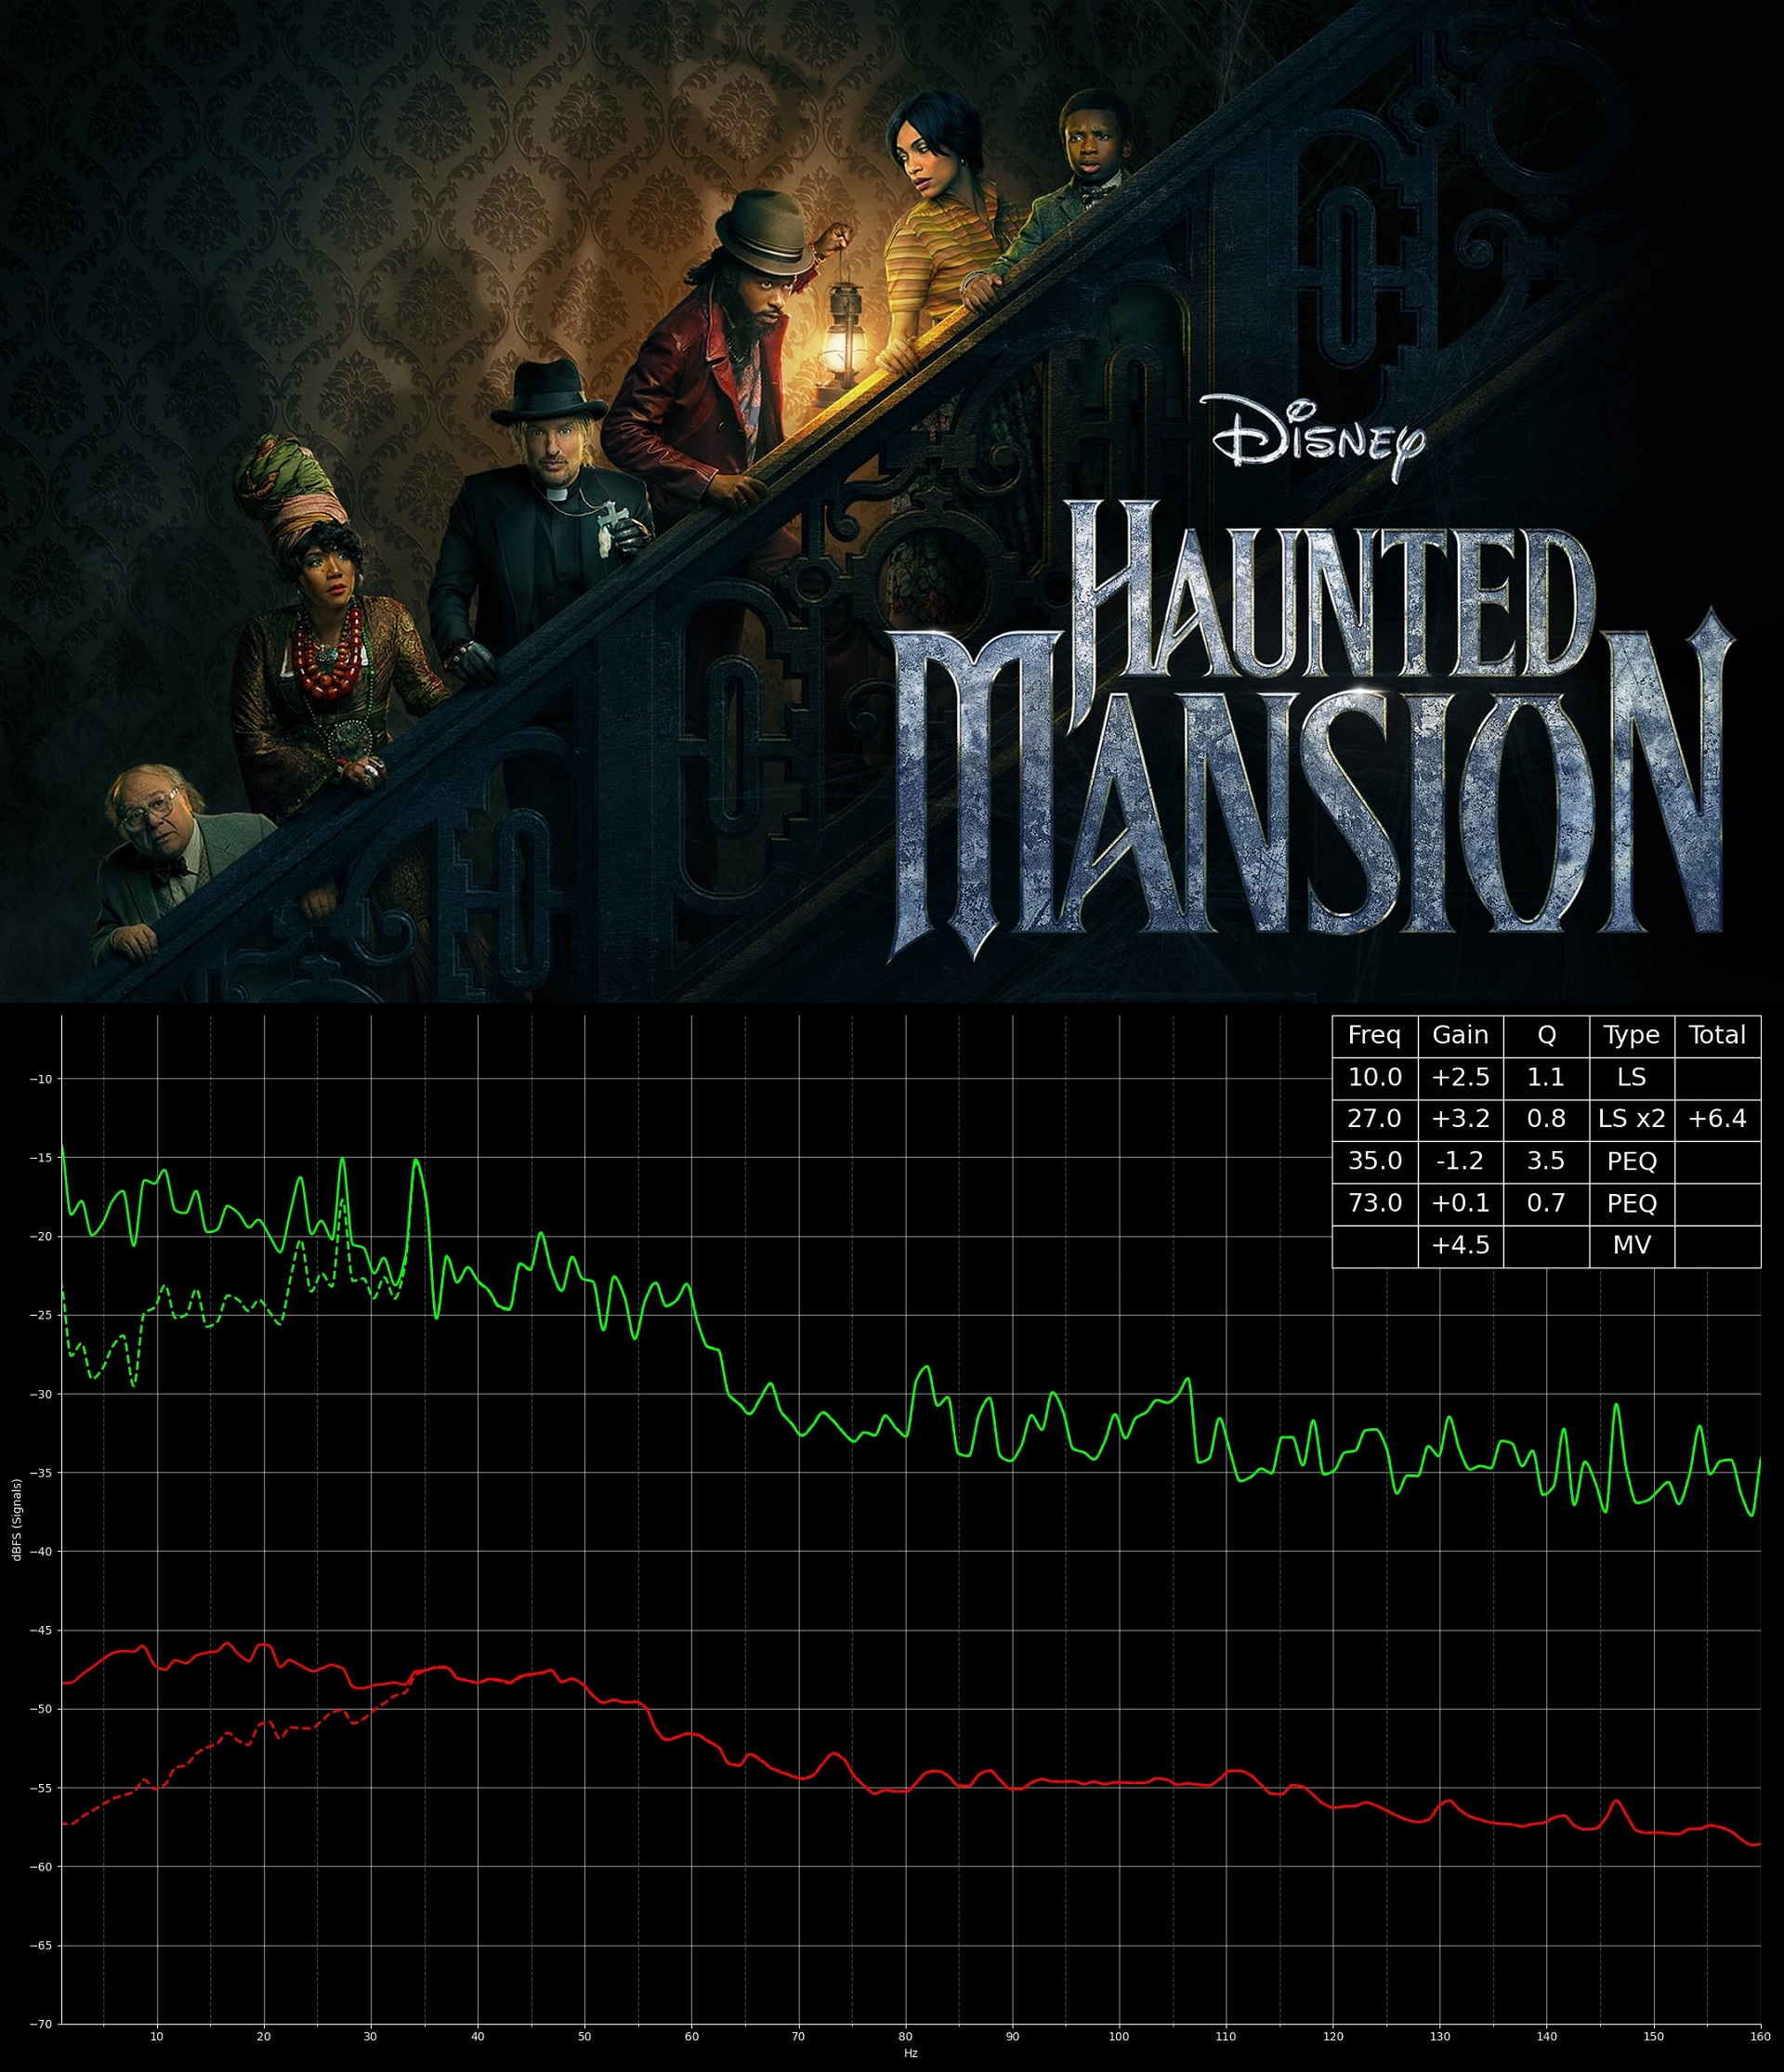 Disney
HAUNTED
MANSION
Freq Gain Q Type Total
10.0 +2.5 1.1 LS
27.0 +3.2 0.8 LS x2 +6.4
35.0 -1.2 3.5 PEQ
73.0 +0.1 0.7 PEQ
+4.5 MV
−10
−15
−20
−25
−30
−35
−40
−45
−50
−55
−60
−65
−70
dBFS (Signals)
10 20 30 40 50 60 70 80 90 100 110 120 130 140 150 160
Hz